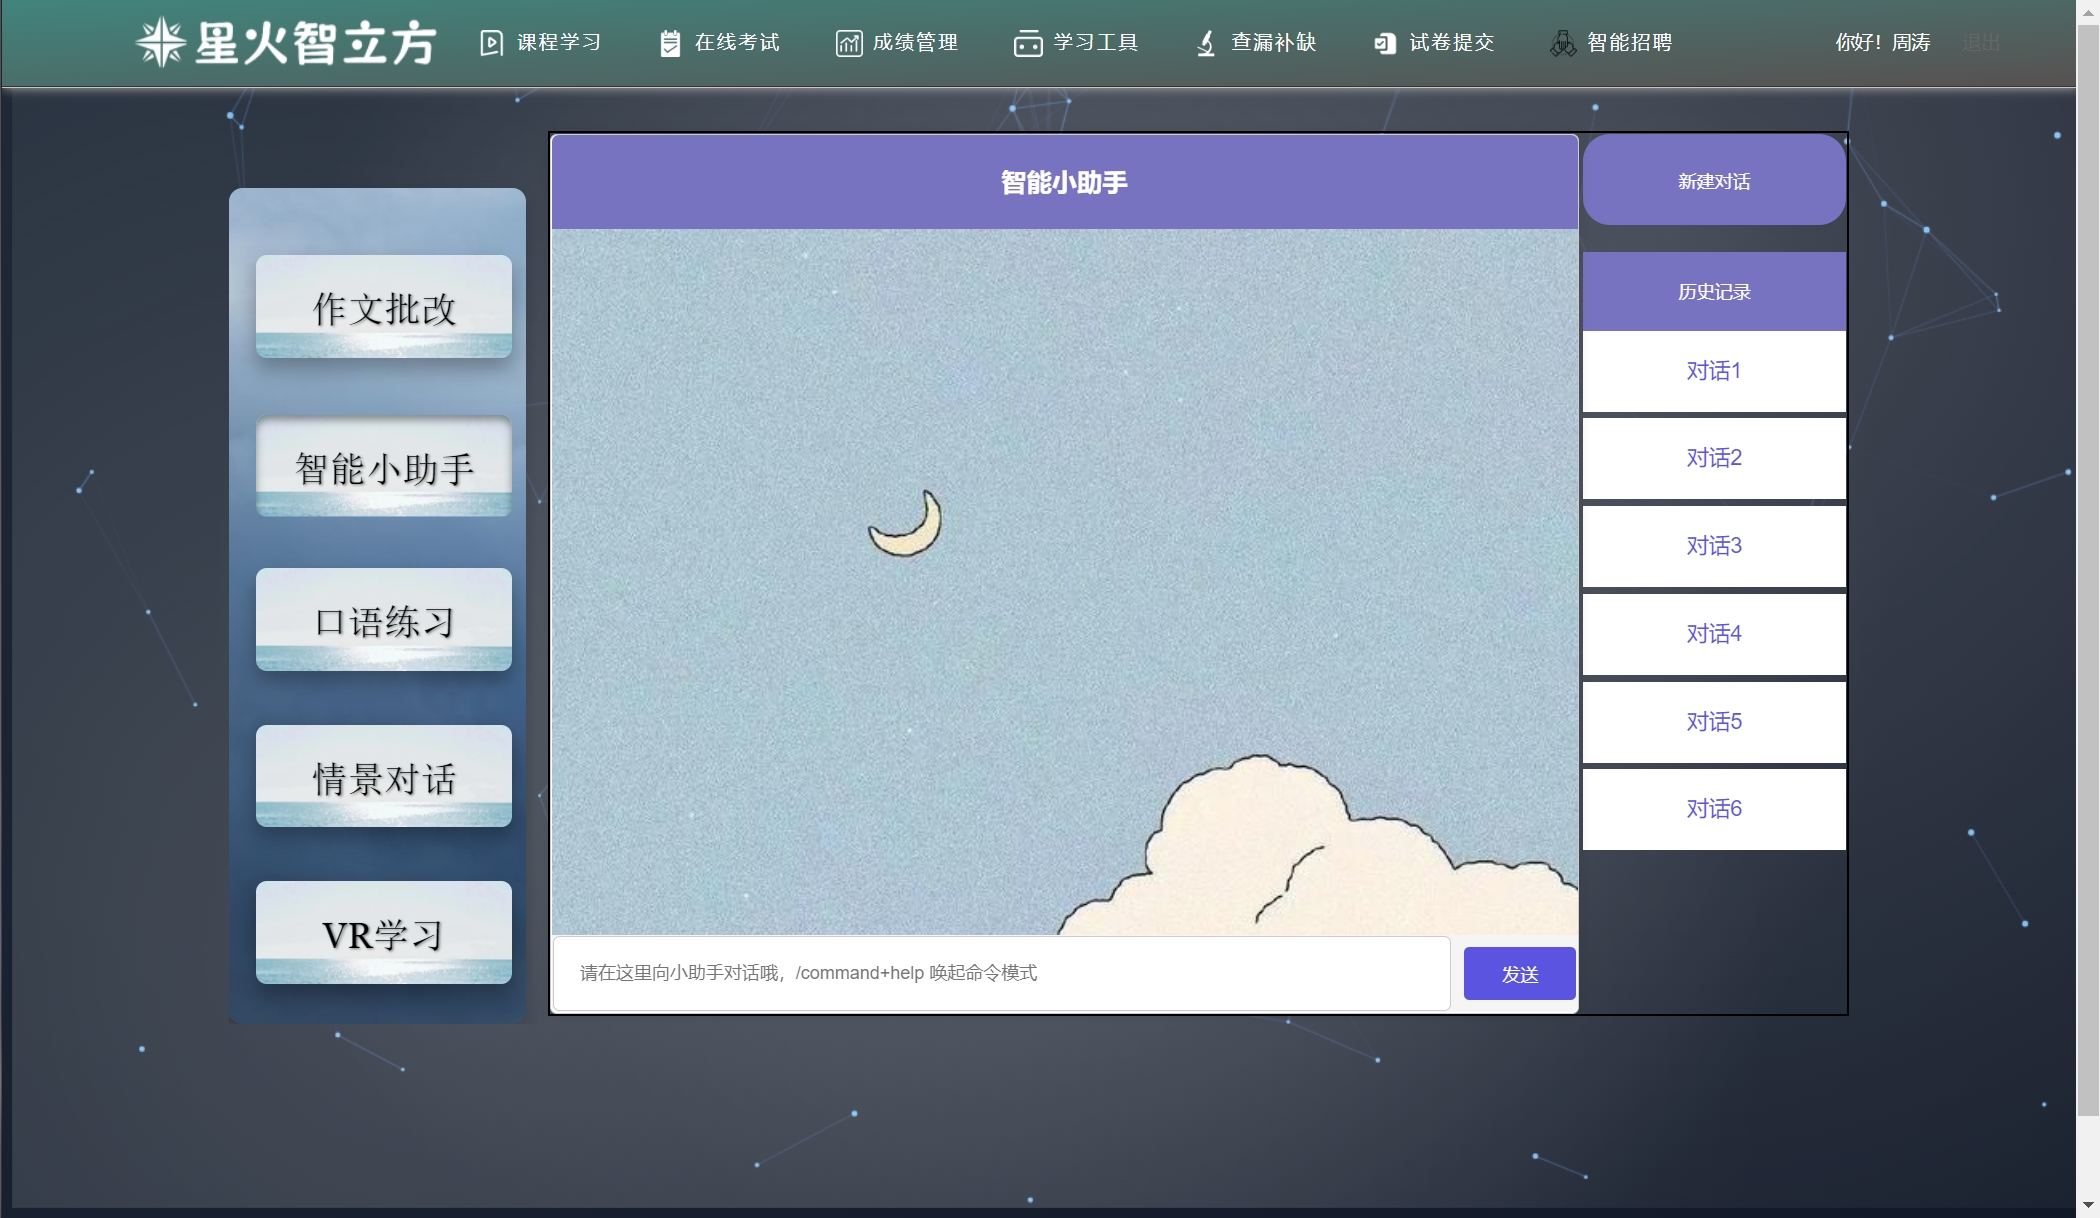 星火智立方
课程学习
在线考试
成绩管理
学习工具
查漏补缺
试卷提交
智能招聘
你好！周涛
退出
作文批改
智能小助手
口语练习
情景对话
VR学习
智能小助手
请在这里向小助手对话哦，/command+help 唤起命令模式
发送
新建对话
历史记录
对话1
对话2
对话3
对话4
对话5
对话6